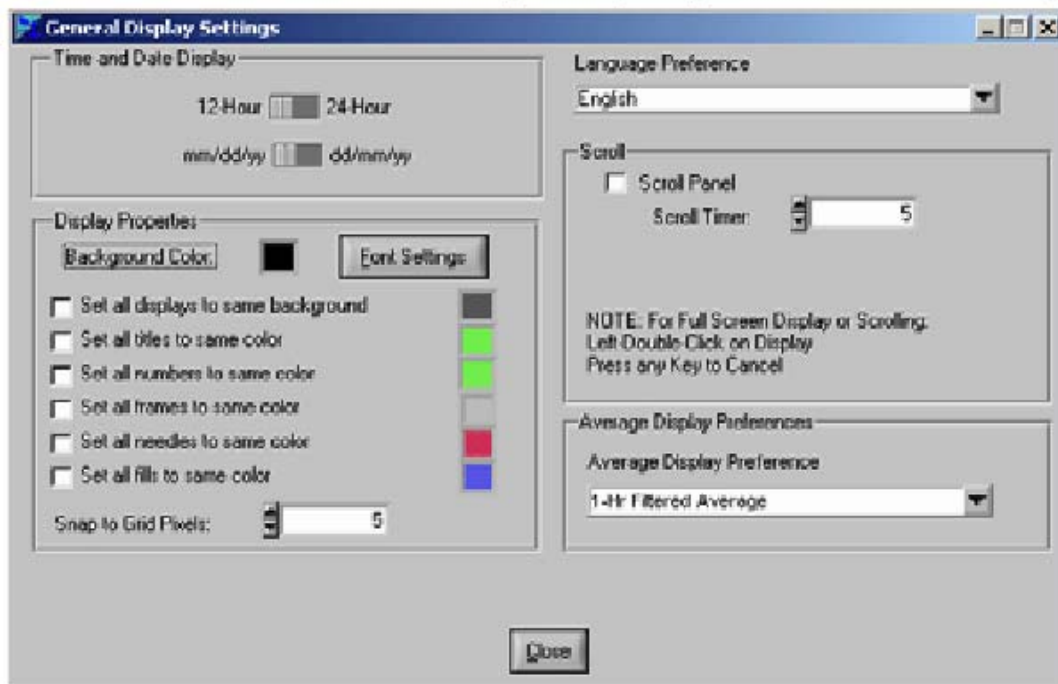 General Display Settings
Time and Date Display
12-Hour 24-Hour
mm/dd/yy dd/mm/yy
Display Properties
Background Color:
Font Settings
Set all displays to same background
Set all titles to same color
Set all numbers to same color
Set all frames to same color
Set all needles to same color
Set all fills to same color
Snap to Grid Pixels: 5
Language Preference
English
Scroll
Scroll Panel
Scroll Timer: 5
NOTE: For Full Screen Display or Scrolling:
Left Double-Click on Display
Press any Key to Cancel
Average Display Preferences
Average Display Preference
1-Hr Filtered Average
Close